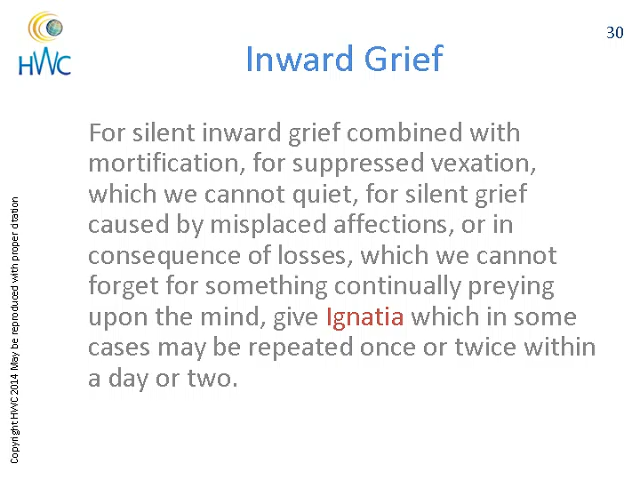 30
HWC
Inward Grief
For silent inward grief combined with
mortification, for suppressed vexation,
which we cannot quiet, for silent grief
caused by misplaced affections, or in
consequence of losses, which we cannot
forget for something continually preying
upon the mind, give Ignatia which in some
cases may be repeated once or twice within
a day or two.
Copyright HWC 2014 May be reproduced with proper citation